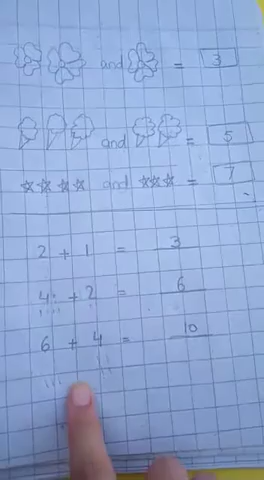 and = 3
and = 5
and = 7
2 + 1 = 3
4 + 2 = 6
6 + 4 = 10